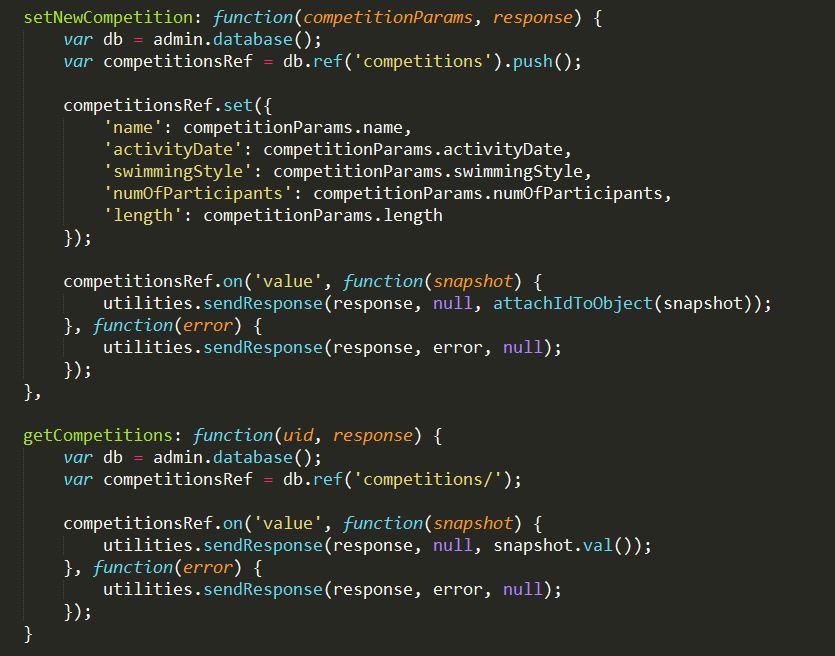 setNewCompetition: function(competitionParams, response) {
    var db = admin.database();
    var competitionsRef = db.ref('competitions').push();

    competitionsRef.set({
        'name': competitionParams.name,
        'activityDate': competitionParams.activityDate,
        'swimmingStyle': competitionParams.swimmingStyle,
        'numOfParticipants': competitionParams.numOfParticipants,
        'length': competitionParams.length
    });

    competitionsRef.on('value', function(snapshot) {
        utilities.sendResponse(response, null, attachIdToObject(snapshot));
    }, function(error) {
        utilities.sendResponse(response, error, null);
    });
},

getCompetitions: function(uid, response) {
    var db = admin.database();
    var competitionsRef = db.ref('competitions/');

    competitionsRef.on('value', function(snapshot) {
        utilities.sendResponse(response, null, snapshot.val());
    }, function(error) {
        utilities.sendResponse(response, error, null);
    });
}